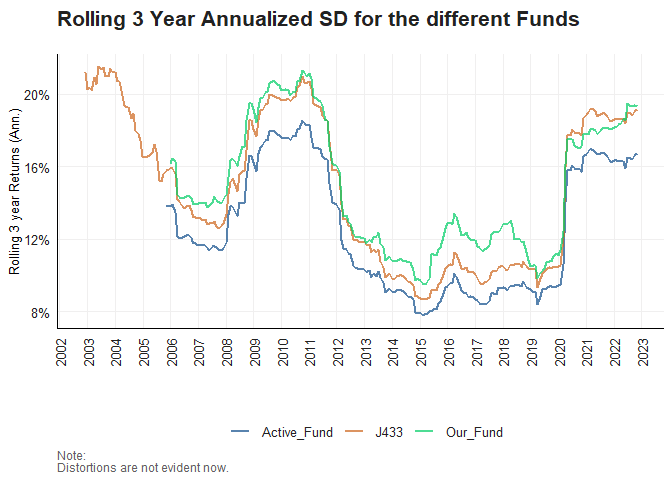 Rolling 3 Year Annualized SD for the different Funds
Rolling 3 year Returns (Ann.)
20%
16%
12%
8%
2002 2003 2004 2005 2006 2007 2008 2009 2010 2011 2012 2013 2014 2015 2016 2017 2018 2019 2020 2021 2022 2023
Active_Fund J433 Our_Fund
Note:
Distortions are not evident now.